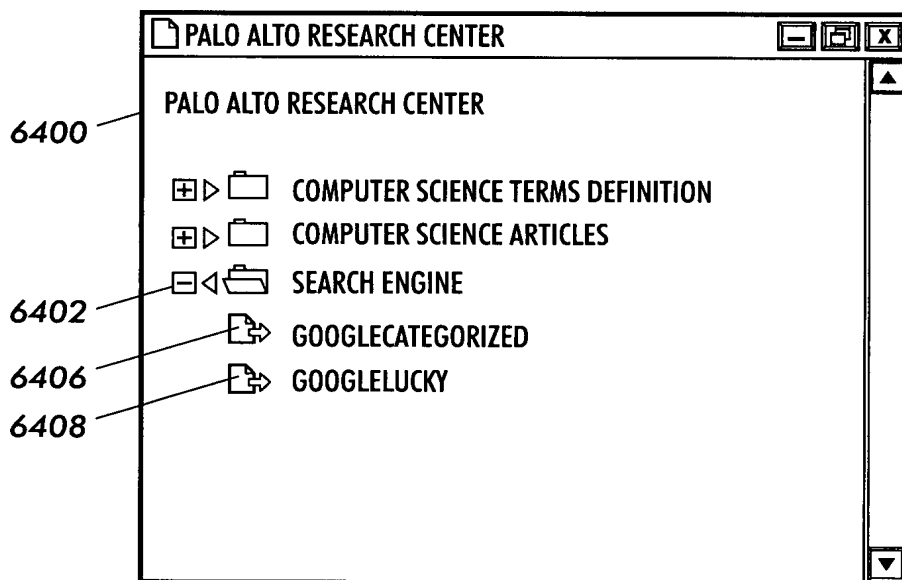 PALO ALTO RESEARCH CENTER
X
PALO ALTO RESEARCH CENTER
6400
COMPUTER SCIENCE TERMS DEFINITION
COMPUTER SCIENCE ARTICLES
SEARCH ENGINE
6402
GOOGLECATEGORIZED
6406
GOOGLELUCKY
6408